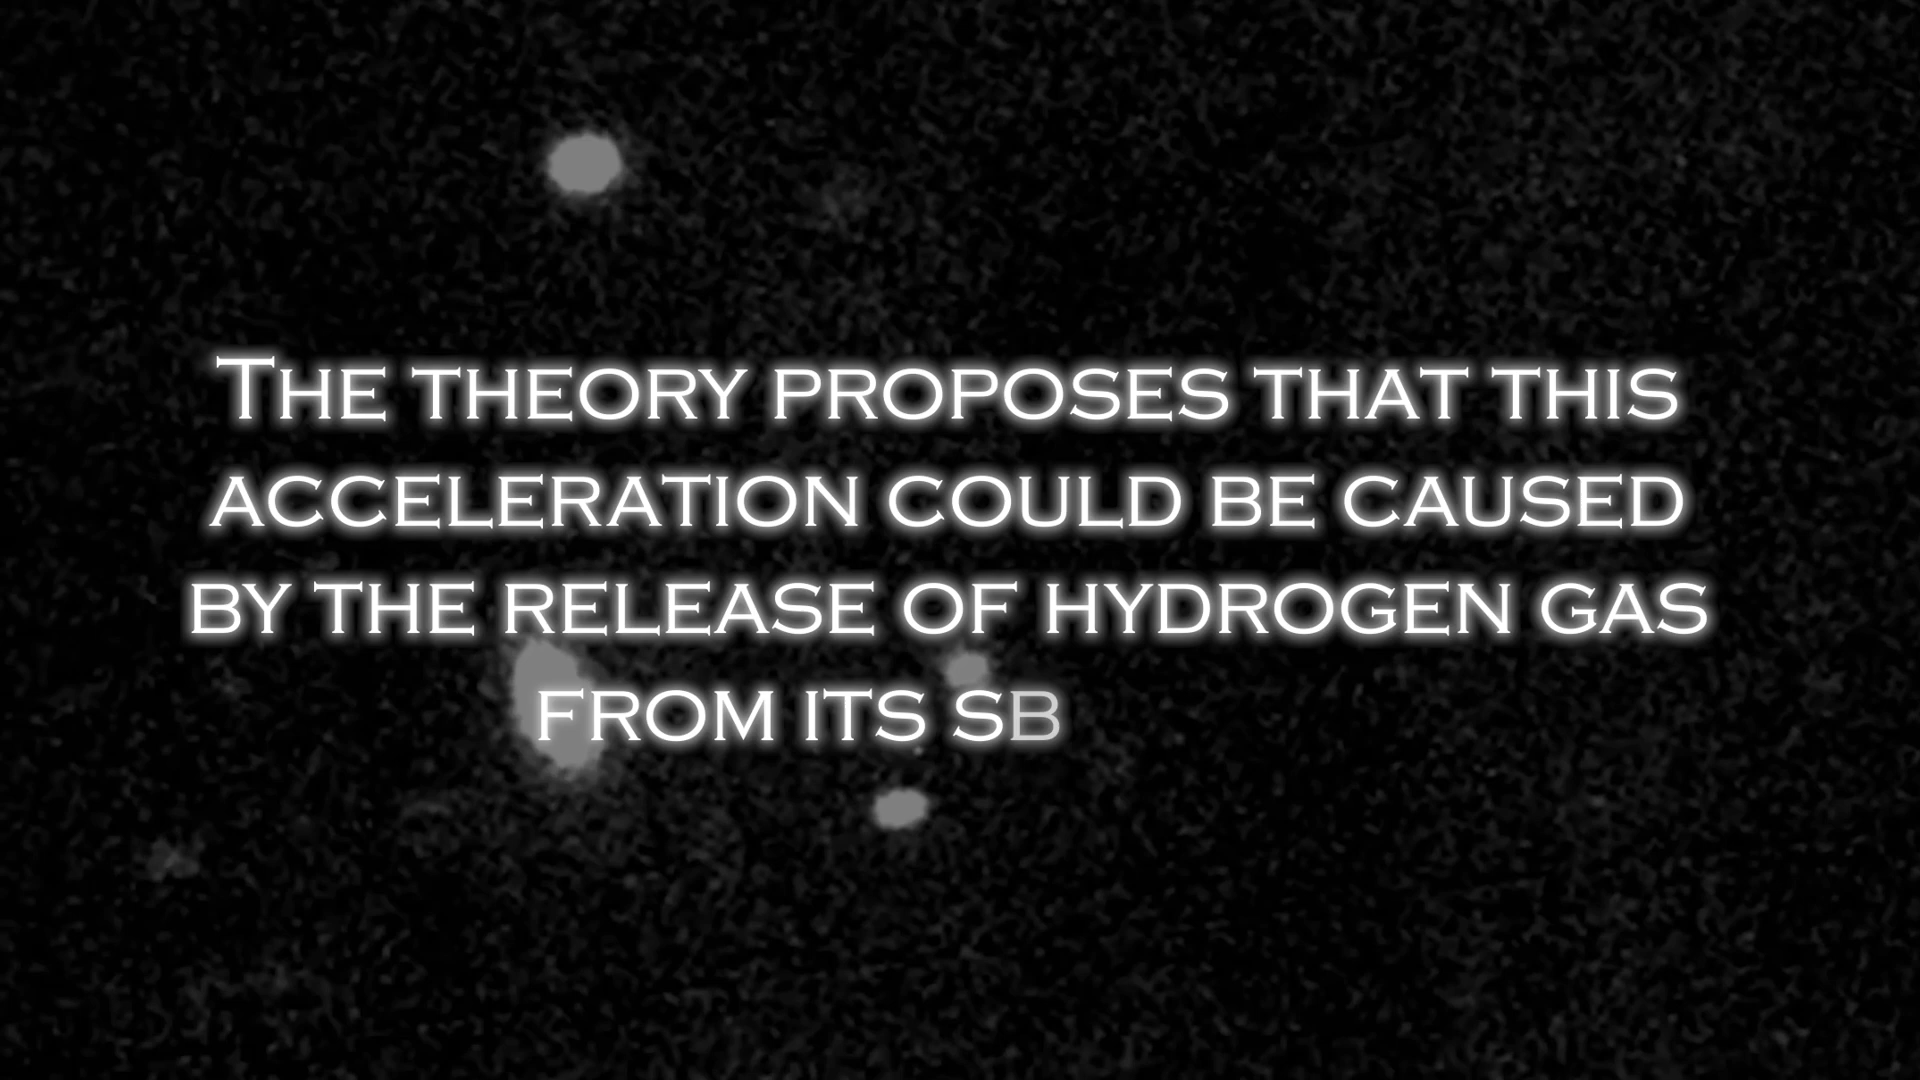 The theory proposes that this
acceleration could be caused
by the release of hydrogen gas
from its sb